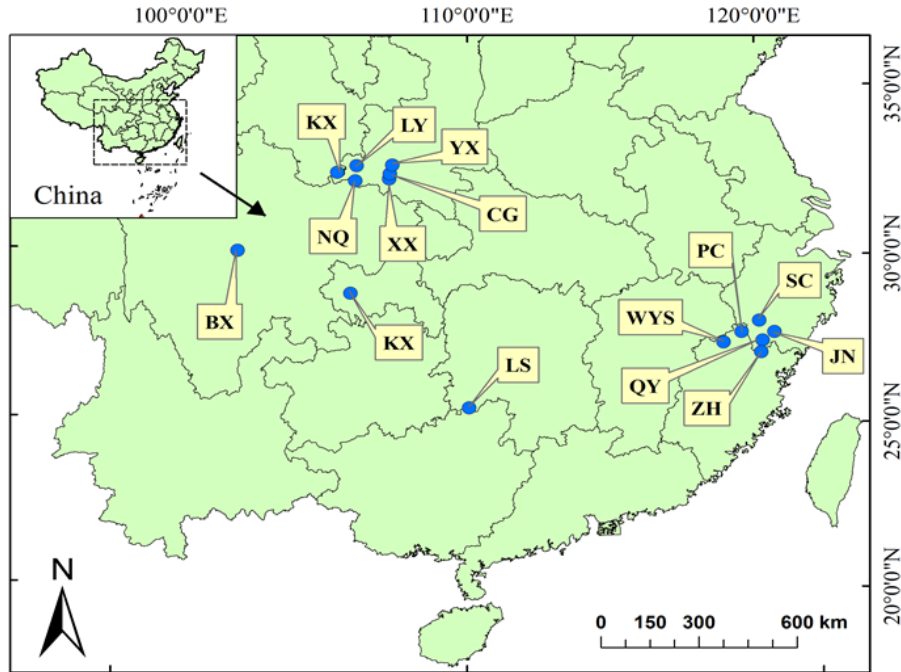 100°0'0"E 110°0'0"E 120°0'0"E
35°0'0"N
30°0'0"N
25°0'0"N
20°0'0"N
China
KX
LY
YX
NQ
XX
CG
BX
KX
LS
PC
SC
WYS
JN
QY
ZH
N
0 150 300 600 km